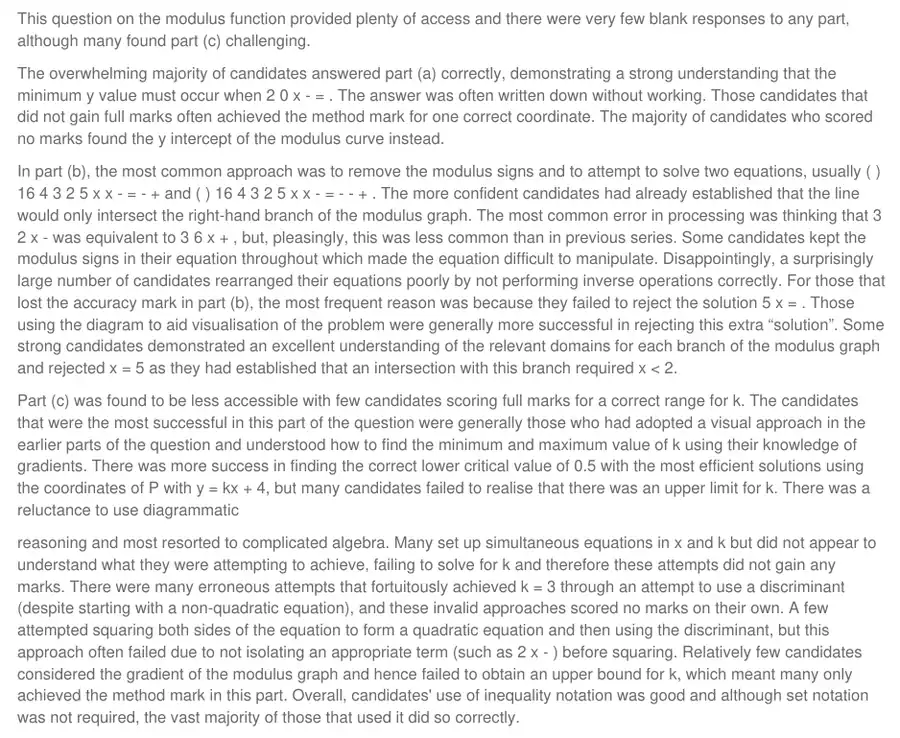 This question on the modulus function provided plenty of access and there were very few blank responses to any part,
although many found part (c) challenging.
The overwhelming majority of candidates answered part (a) correctly, demonstrating a strong understanding that the
minimum y value must occur when 2 0 x - = . The answer was often written down without working. Those candidates that
did not gain full marks often achieved the method mark for one correct coordinate. The majority of candidates who scored
no marks found the y intercept of the modulus curve instead.
In part (b), the most common approach was to remove the modulus signs and to attempt to solve two equations, usually ( )
16 4 3 2 5 x x - = - + and ( ) 16 4 3 2 5 x x - = - - + . The more confident candidates had already established that the line
would only intersect the right-hand branch of the modulus graph. The most common error in processing was thinking that 3
2 x - was equivalent to 3 6 x + , but, pleasingly, this was less common than in previous series. Some candidates kept the
modulus signs in their equation throughout which made the equation difficult to manipulate. Disappointingly, a surprisingly
large number of candidates rearranged their equations poorly by not performing inverse operations correctly. For those that
lost the accuracy mark in part (b), the most frequent reason was because they failed to reject the solution 5 x = . Those
using the diagram to aid visualisation of the problem were generally more successful in rejecting this extra “solution”. Some
strong candidates demonstrated an excellent understanding of the relevant domains for each branch of the modulus graph
and rejected x = 5 as they had established that an intersection with this branch required x < 2.
Part (c) was found to be less accessible with few candidates scoring full marks for a correct range for k. The candidates
that were the most successful in this part of the question were generally those who had adopted a visual approach in the
earlier parts of the question and understood how to find the minimum and maximum value of k using their knowledge of
gradients. There was more success in finding the correct lower critical value of 0.5 with the most efficient solutions using
the coordinates of P with y = kx + 4, but many candidates failed to realise that there was an upper limit for k. There was a
reluctance to use diagrammatic
reasoning and most resorted to complicated algebra. Many set up simultaneous equations in x and k but did not appear to
understand what they were attempting to achieve, failing to solve for k and therefore these attempts did not gain any
marks. There were many erroneous attempts that fortuitously achieved k = 3 through an attempt to use a discriminant
(despite starting with a non-quadratic equation), and these invalid approaches scored no marks on their own. A few
attempted squaring both sides of the equation to form a quadratic equation and then using the discriminant, but this
approach often failed due to not isolating an appropriate term (such as 2 x - ) before squaring. Relatively few candidates
considered the gradient of the modulus graph and hence failed to obtain an upper bound for k, which meant many only
achieved the method mark in this part. Overall, candidates' use of inequality notation was good and although set notation
was not required, the vast majority of those that used it did so correctly.